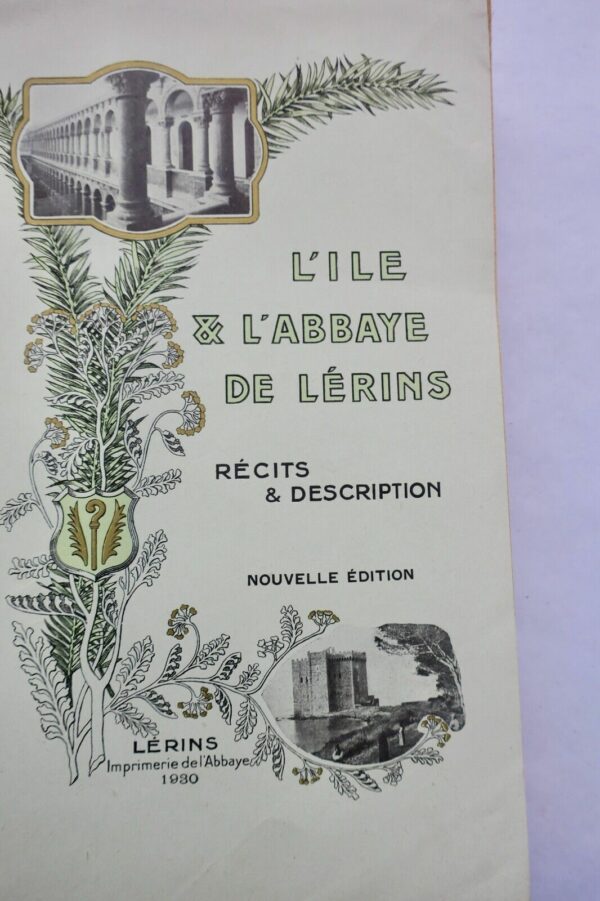 L'ILE
& L'ABBAYE
DE LÉRINS
RÉCITS
& DESCRIPTION
NOUVELLE ÉDITION
LÉRINS
Imprimerie de l'Abbaye
1930